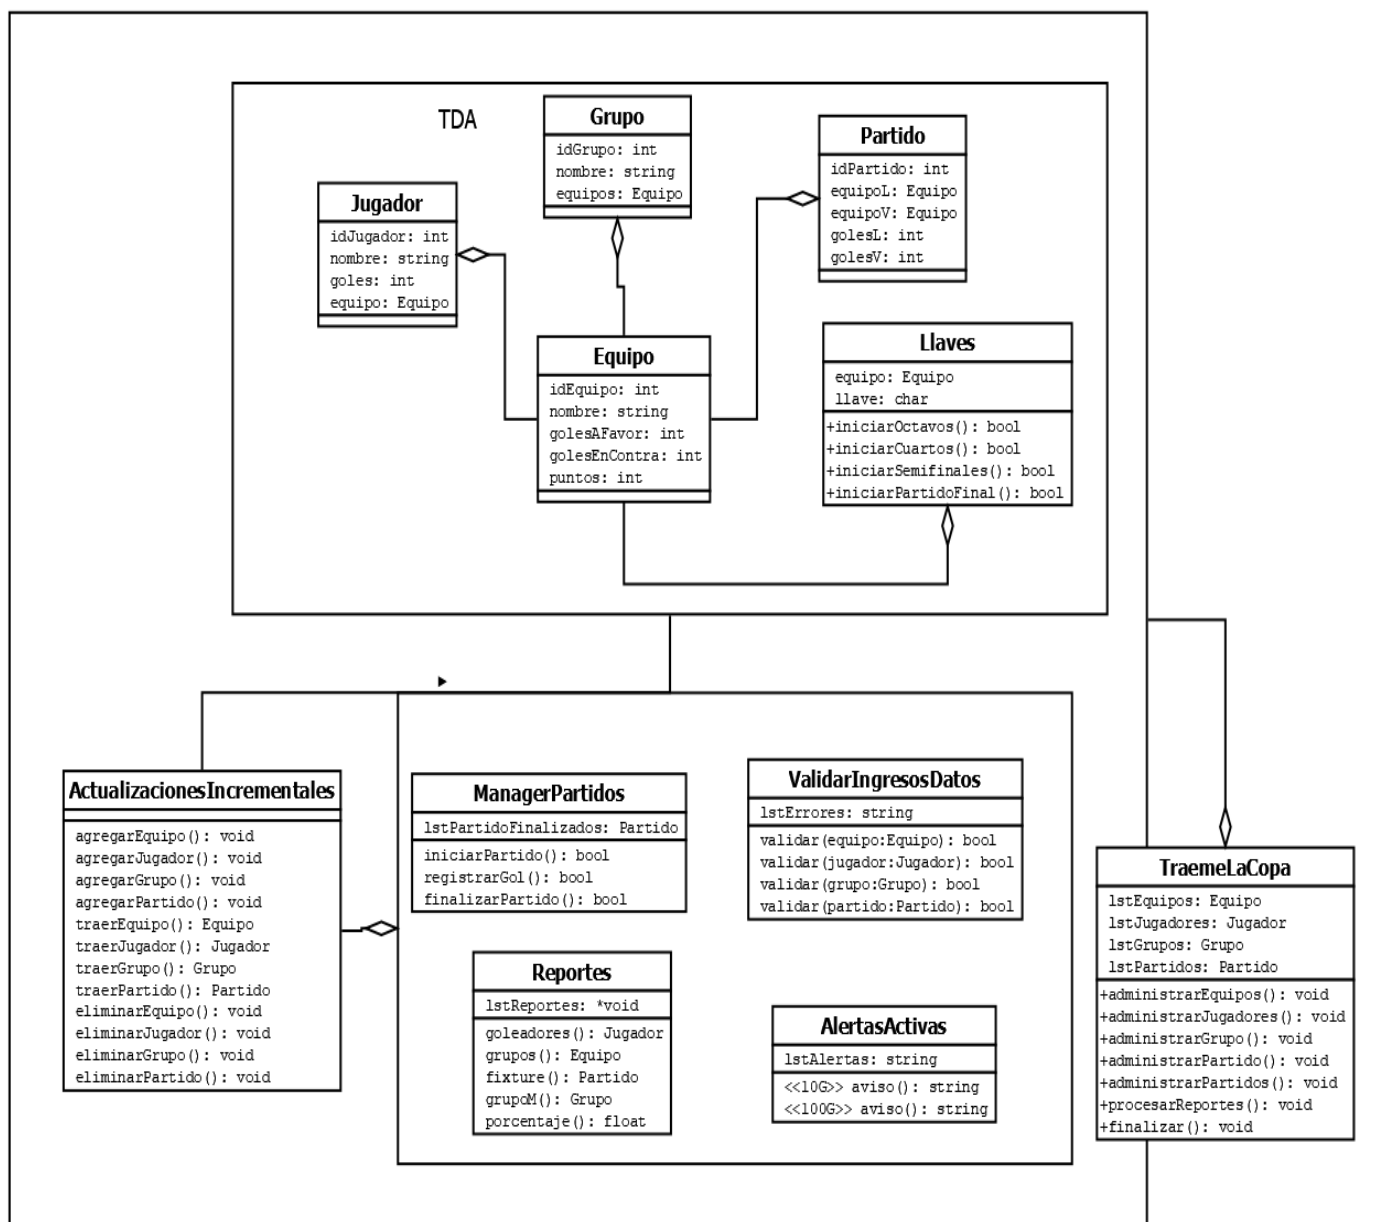 TDA
Grupo
idGrupo: int
nombre: string
equipos: Equipo
Partido
idPartido: int
equipoL: Equipo
equipoV: Equipo
golesL: int
golesV: int
Jugador
idJugador: int
nombre: string
goles: int
equipo: Equipo
Equipo
idEquipo: int
nombre: string
golesAFavor: int
golesEnContra: int
puntos: int
Llaves
equipo: Equipo
llave: char
+iniciarOctavos(): bool
+iniciarCuartos(): bool
+iniciarSemifinales(): bool
+iniciarPartidoFinal(): bool
ActualizacionesIncrementales
agregarEquipo(): void
agregarJugador(): void
agregarGrupo(): void
agregarPartido(): void
traerEquipo(): Equipo
traerJugador(): Jugador
traerGrupo(): Grupo
traerPartido(): Partido
eliminarEquipo(): void
eliminarJugador(): void
eliminarGrupo(): void
eliminarPartido(): void
ManagerPartidos
lstPartidoFinalizados: Partido
iniciarPartido(): bool
registrarGol(): bool
finalizarPartido(): bool
ValidarIngresosDatos
lstErrores: string
validar(equipo:Equipo): bool
validar(jugador:Jugador): bool
validar(grupo:Grupo): bool
validar(partido:Partido): bool
Reportes
lstReportes: *void
goleadores(): Jugador
grupos(): Equipo
fixture(): Partido
grupoM(): Grupo
porcentaje(): float
AlertasActivas
lstAlertas: string
<<10G>> aviso(): string
<<100G>> aviso(): string
TraemeLaCopa
lstEquipos: Equipo
lstJugadores: Jugador
lstGrupos: Grupo
lstPartidos: Partido
+administrarEquipos(): void
+administrarJugadores(): void
+administrarGrupo(): void
+administrarPartido(): void
+administrarPartidos(): void
+procesarReportes(): void
+finalizar(): void